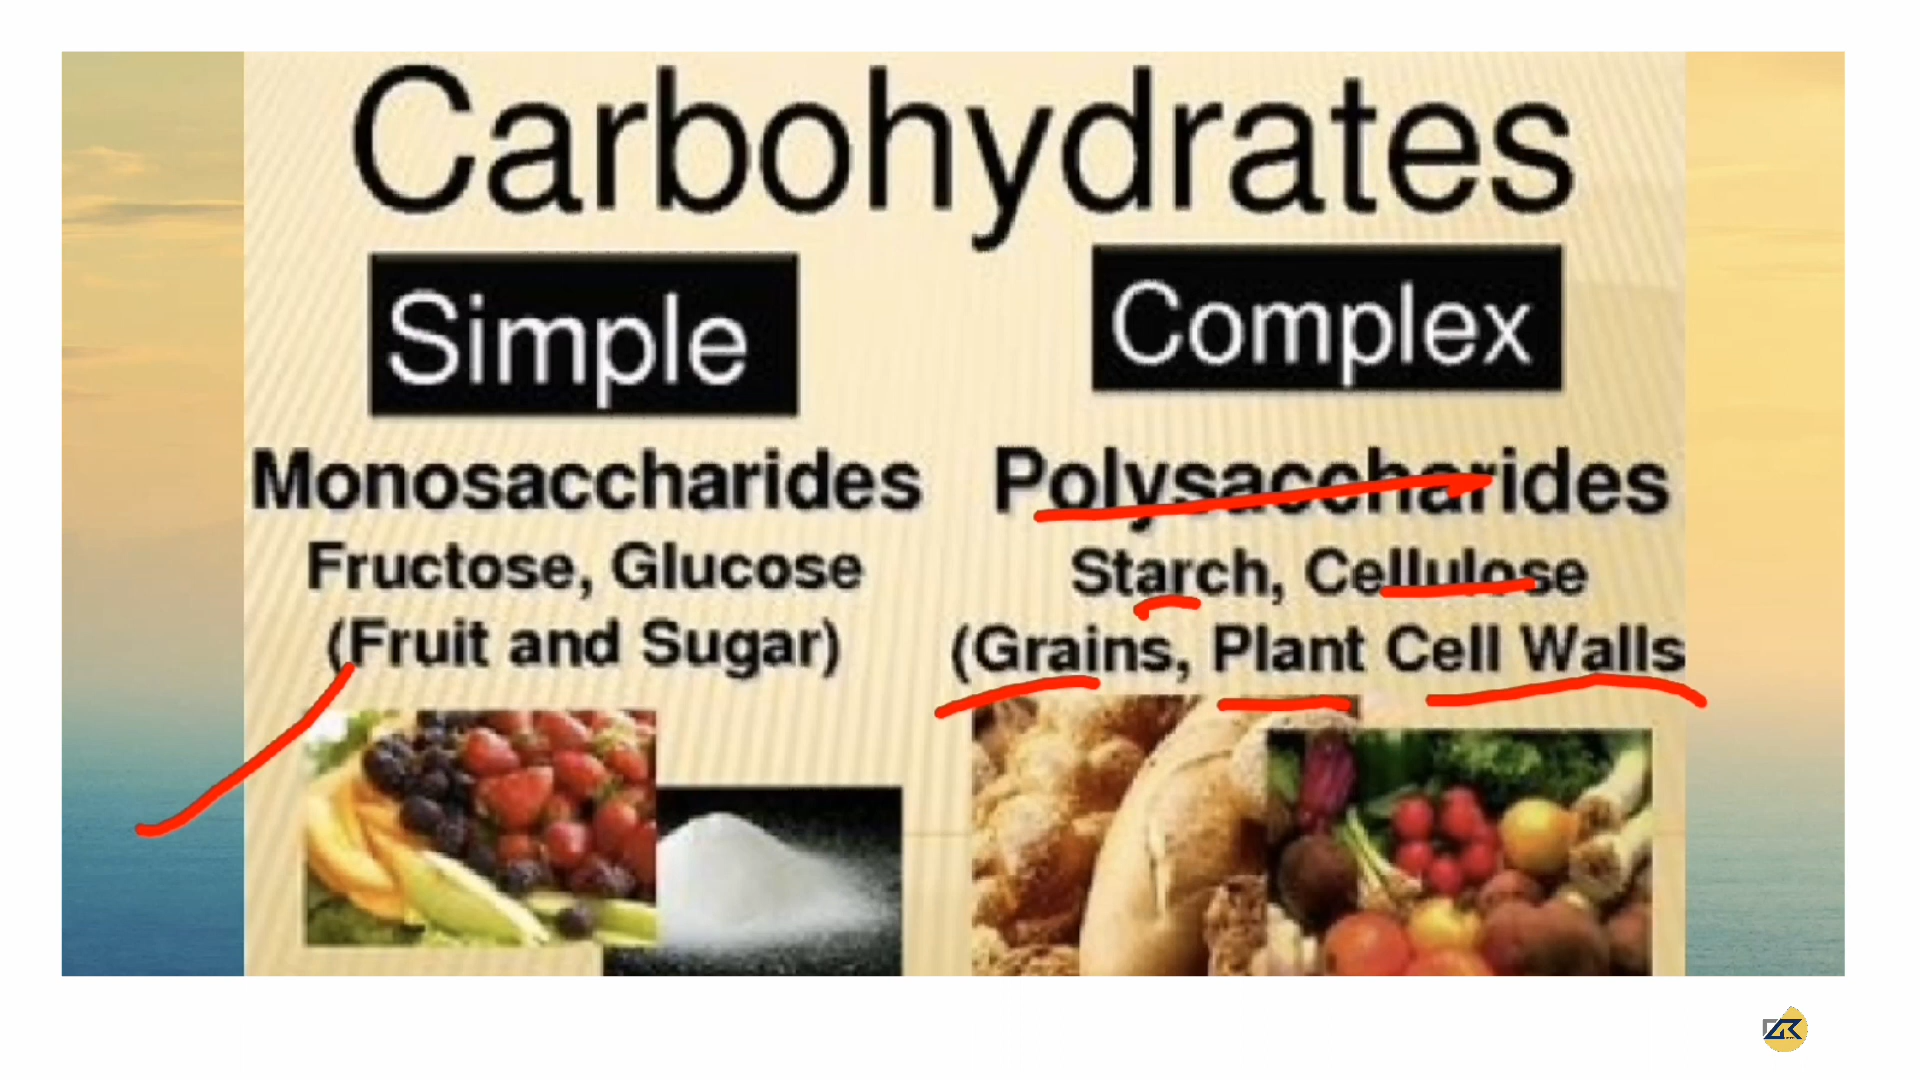 Carbohydrates
Simple
Complex
Monosaccharides
Fructose, Glucose
(Fruit and Sugar)
Polysaccharides
Starch, Cellulose
(Grains, Plant Cell Walls